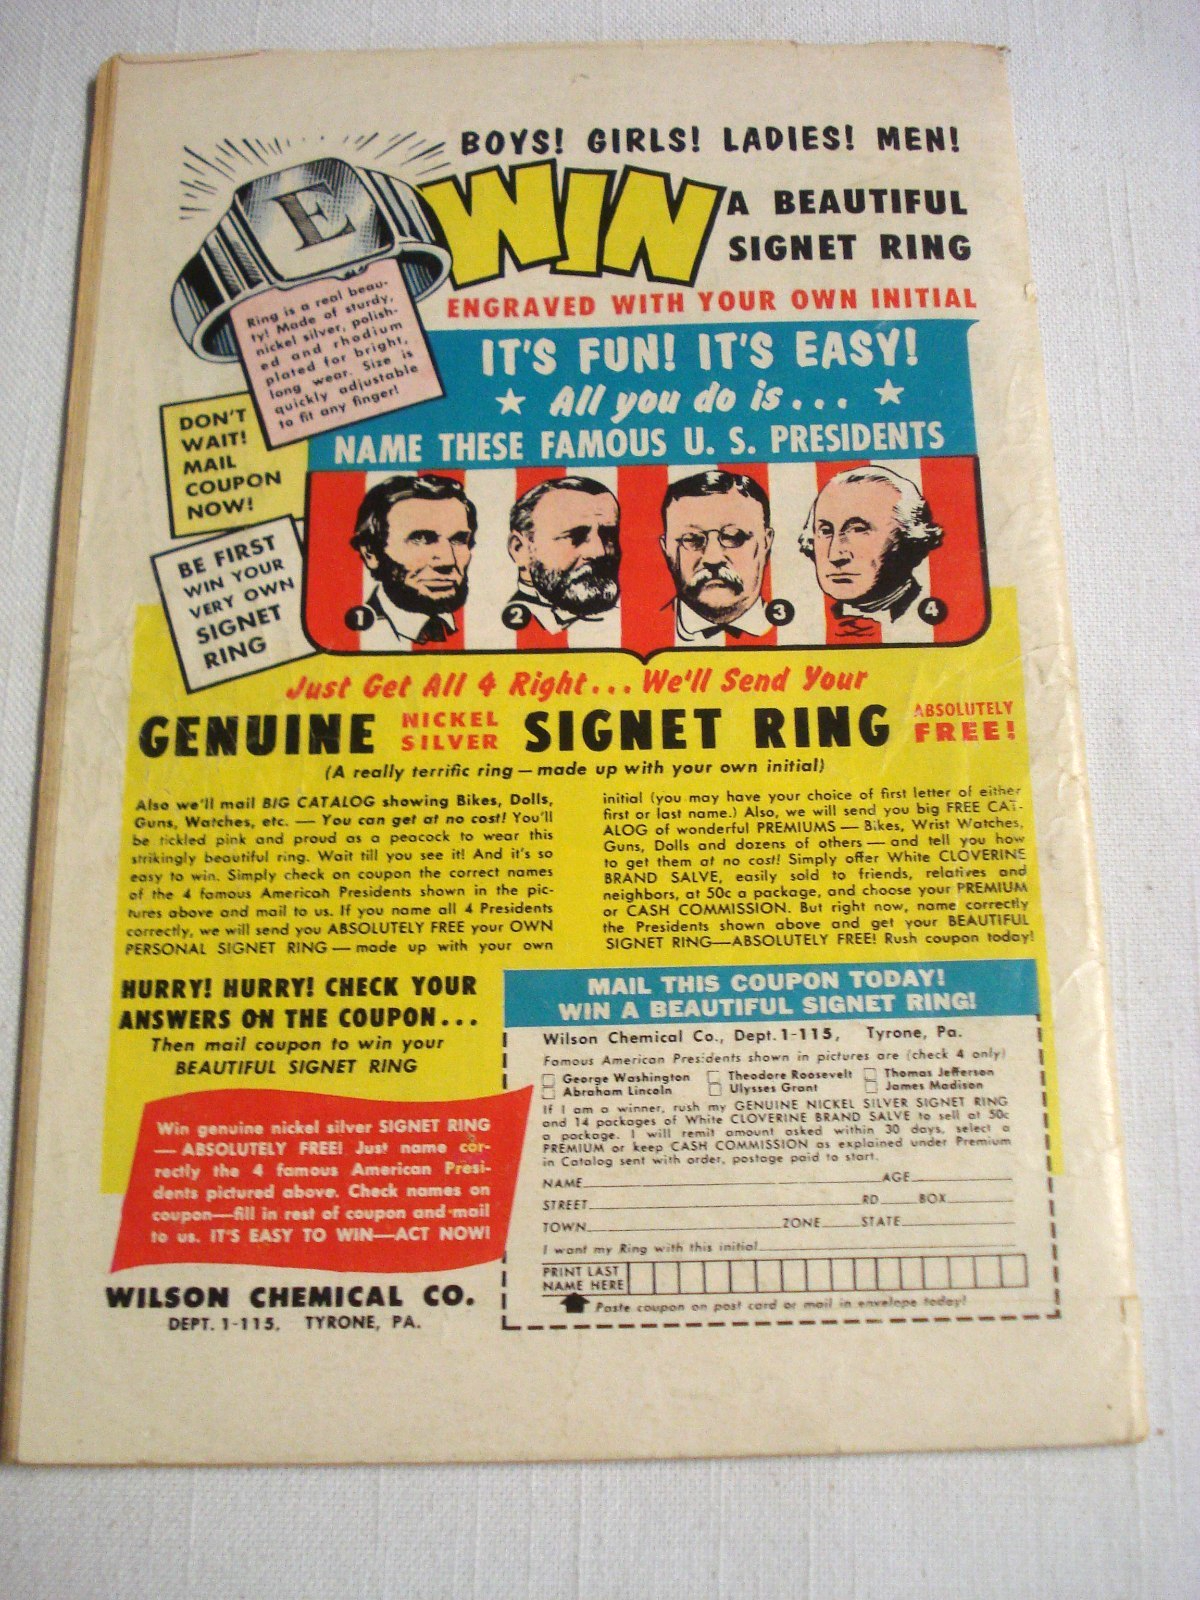 BOYS! GIRLS! LADIES! MEN!
WIN
A BEAUTIFUL
SIGNET RING
ENGRAVED WITH YOUR OWN INITIAL
E
Ring is a real beau-
ty! Made of sturdy,
nickel silver, polish-
ed and rhodium
plated for bright,
long wear. Size is
quickly adjustable
to fit any finger!
DON'T
WAIT!
MAIL
COUPON
NOW!
BE FIRST
WIN YOUR
VERY OWN
SIGNET
RING
IT'S FUN! IT'S EASY!
★ All you do is... ★
NAME THESE FAMOUS U. S. PRESIDENTS
1 2 3 4
Just Get All 4 Right... We'll Send Your
GENUINE NICKEL SILVER SIGNET RING ABSOLUTELY FREE!
(A really terrific ring — made up with your own initial)
Also we'll mail BIG CATALOG showing Bikes, Dolls,
Guns, Watches, etc. — You can get at no cost! You'll
be tickled pink and proud as a peacock to wear this
strikingly beautiful ring. Wait till you see it! And it's so
easy to win. Simply check on coupon the correct names
of the 4 famous American Presidents shown in the pic-
tures above and mail to us. If you name all 4 Presidents
correctly, we will send you ABSOLUTELY FREE your OWN
PERSONAL SIGNET RING — made up with your own
initial (you may have your choice of first letter of either
first or last name.) Also, we will send you big FREE CAT-
ALOG of wonderful PREMIUMS — Bikes, Wrist Watches,
Guns, Dolls and dozens of others — and tell you how
to get them at no cost! Simply offer White CLOVERINE
BRAND SALVE, easily sold to friends, relatives and
neighbors, at 50c a package, and choose your PREMIUM
or CASH COMMISSION. But right now, name correctly
the Presidents shown above and get your BEAUTIFUL
SIGNET RING—ABSOLUTELY FREE! Rush coupon today!
HURRY! HURRY! CHECK YOUR
ANSWERS ON THE COUPON...
Then mail coupon to win your
BEAUTIFUL SIGNET RING
Win genuine nickel silver SIGNET RING
— ABSOLUTELY FREE! Just name cor-
rectly the 4 famous American Presi-
dents pictured above. Check names on
coupon—fill in rest of coupon and mail
to us. IT'S EASY TO WIN—ACT NOW!
WILSON CHEMICAL CO.
DEPT. 1-115, TYRONE, PA.
MAIL THIS COUPON TODAY!
WIN A BEAUTIFUL SIGNET RING!
Wilson Chemical Co., Dept. 1-115, Tyrone, Pa.
Famous American Presidents shown in pictures are (check 4 only)
George Washington Theodore Roosevelt Thomas Jefferson
Abraham Lincoln Ulysses Grant James Madison
If I am a winner, rush my GENUINE NICKEL SILVER SIGNET RING
and 14 packages of White CLOVERINE BRAND SALVE to sell at 50c
a package. I will remit amount asked within 30 days, select a
PREMIUM or keep CASH COMMISSION as explained under Premium
in Catalog sent with order, postage paid to start.
NAME AGE
STREET RD BOX
TOWN ZONE STATE
I want my Ring with this initial
PRINT LAST
NAME HERE
Paste coupon on post card or mail in envelope today!